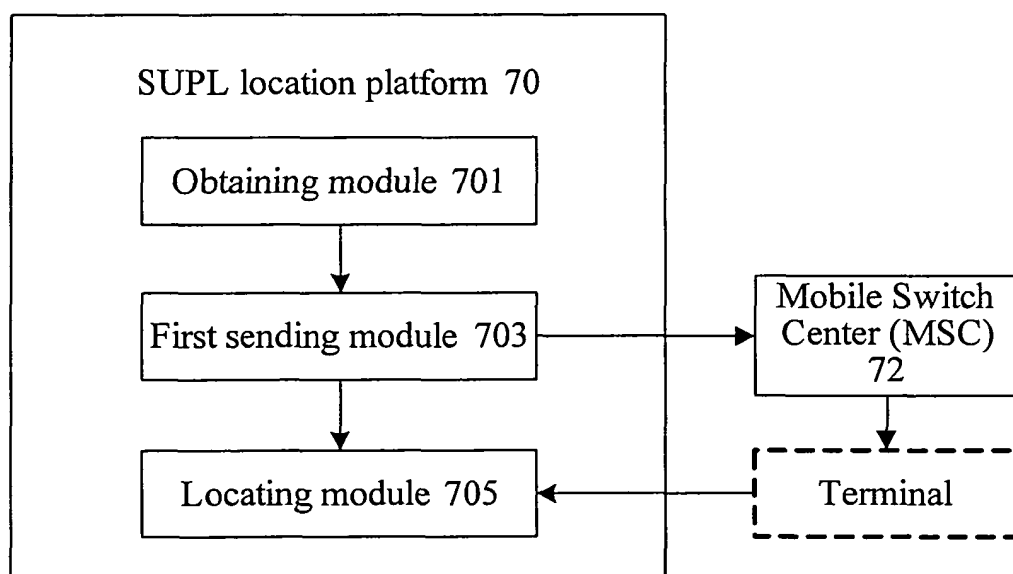 SUPL location platform 70
Obtaining module 701
First sending module 703
Mobile Switch
Center (MSC)
72
Locating module 705
Terminal